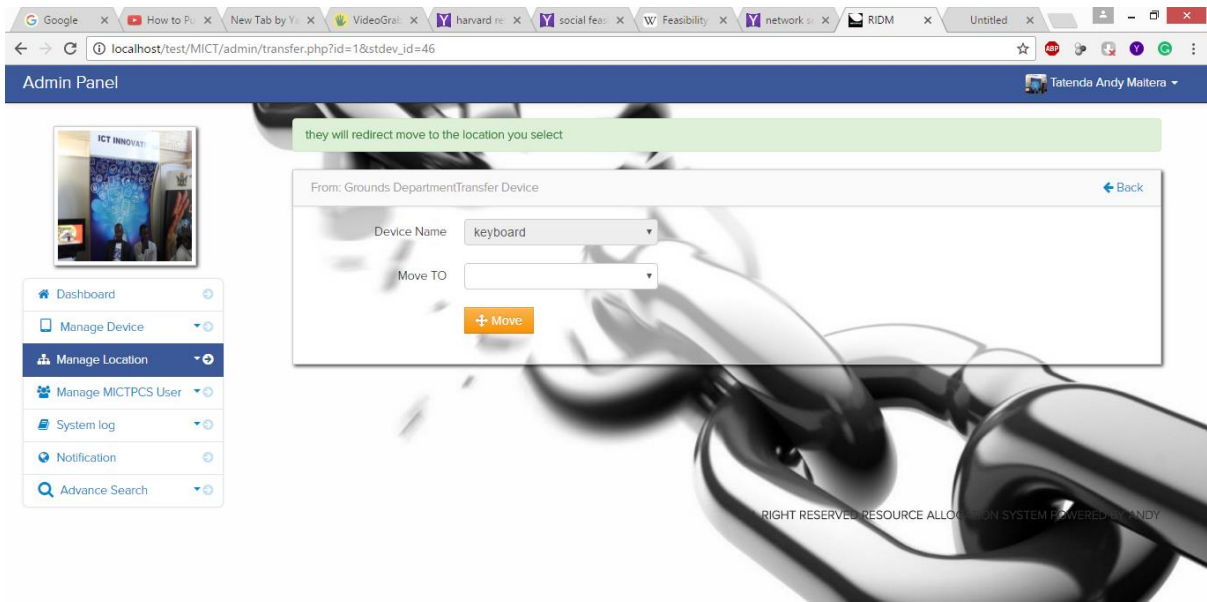 Google
How to Pu
New Tab by Ya
VideoGrab
harvard re
social feas
Feasibility
network se
RIDM
Untitled
localhost/test/MICT/admin/transfer.php?id=1&stdev_id=46
ABP
Admin Panel
Tatenda Andy Maitera
ICT INNOVATI
they will redirect move to the location you select
From: Grounds DepartmentTransfer Device
Back
Device Name
keyboard
Move TO
Move
Dashboard
Manage Device
Manage Location
Manage MICTPCS User
System log
Notification
Advance Search
RIGHT RESERVED RESOURCE ALLOCATION SYSTEM POWERED BY ANDY